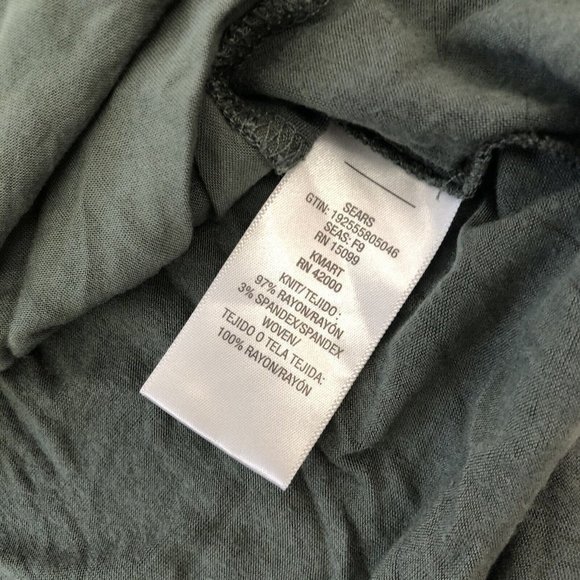 SEARS
GTIN: 192555805046
SEAS: F9
RN 15099
KMART
RN 42000
KNIT/TEJIDO:
97% RAYON/RAYÓN
3% SPANDEX/SPANDEX
WOVEN/
TEJIDO O TELA TEJIDA:
100% RAYON/RAYÓN